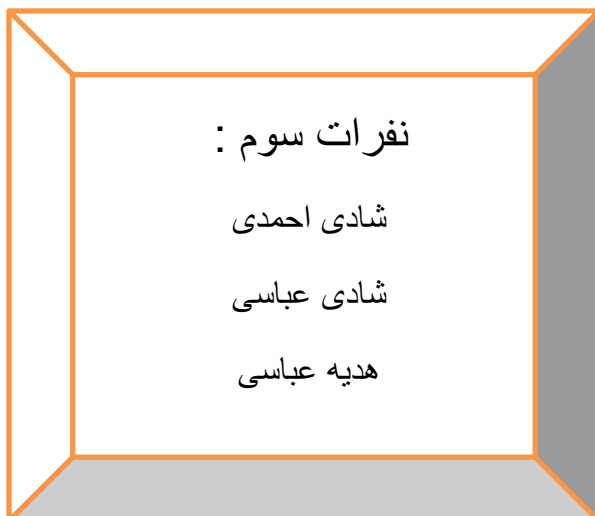 نفرات سوم :
شادی احمدی
شادی عباسی
هدیه عباسی